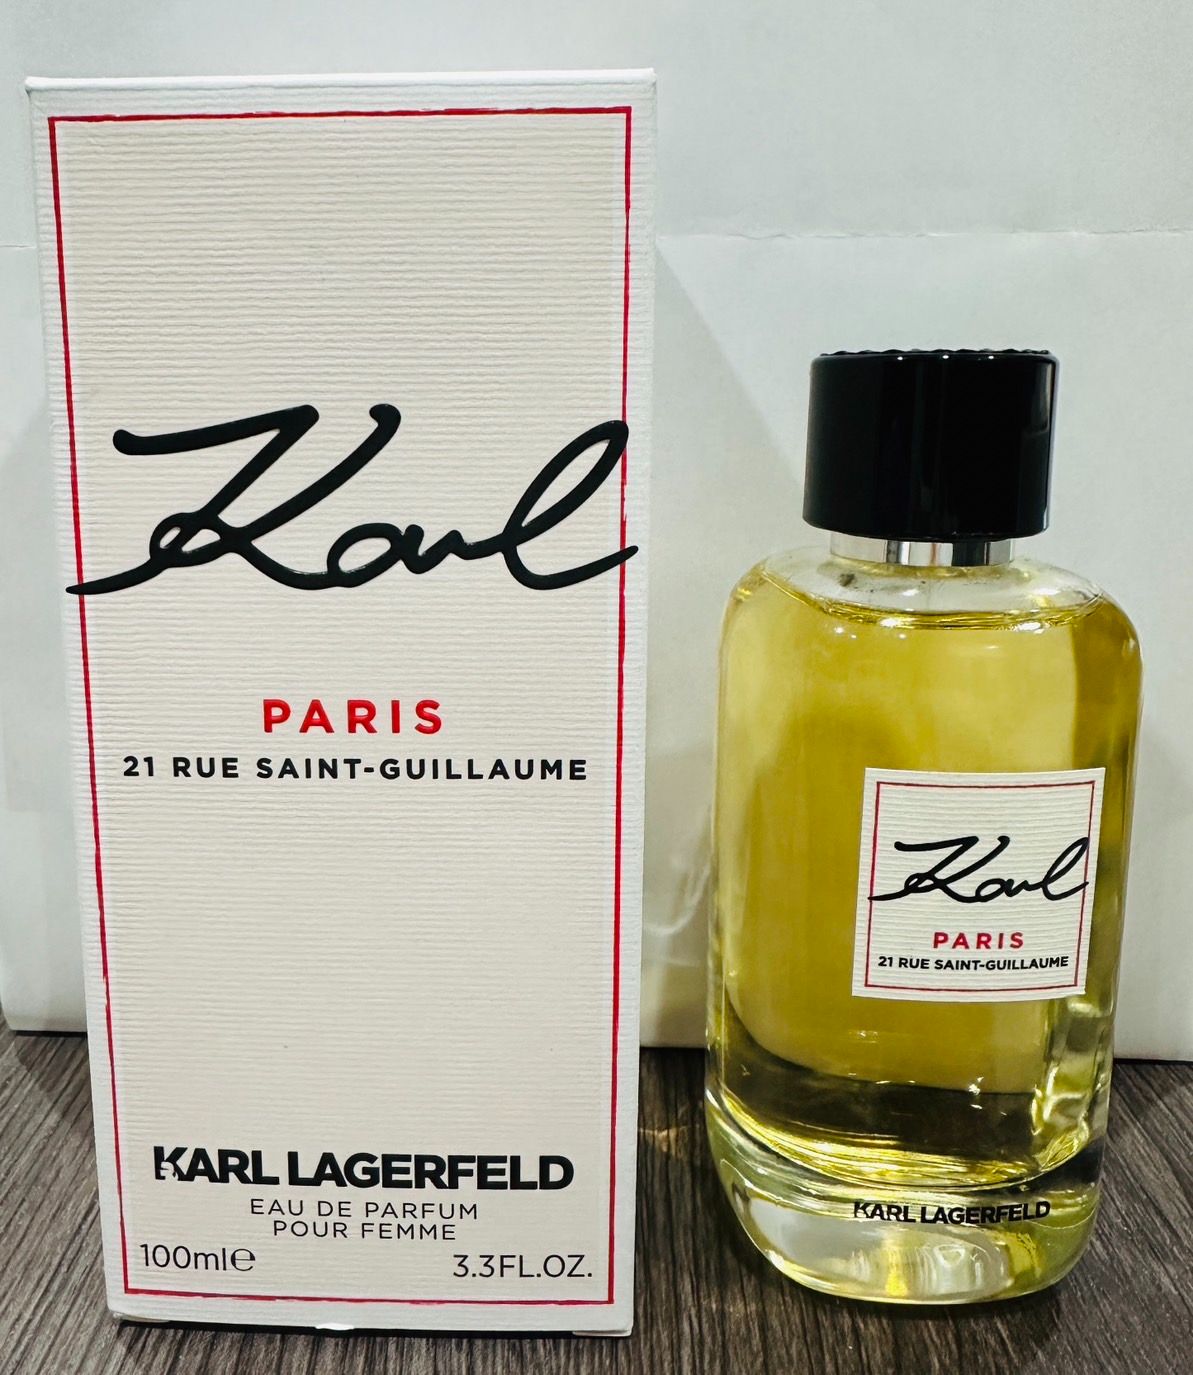 Karl
PARIS
21 RUE SAINT-GUILLAUME
KARL LAGERFELD
EAU DE PARFUM
POUR FEMME
100ml℮
3.3FL.OZ.
Karl
PARIS
21 RUE SAINT-GUILLAUME
KARL LAGERFELD